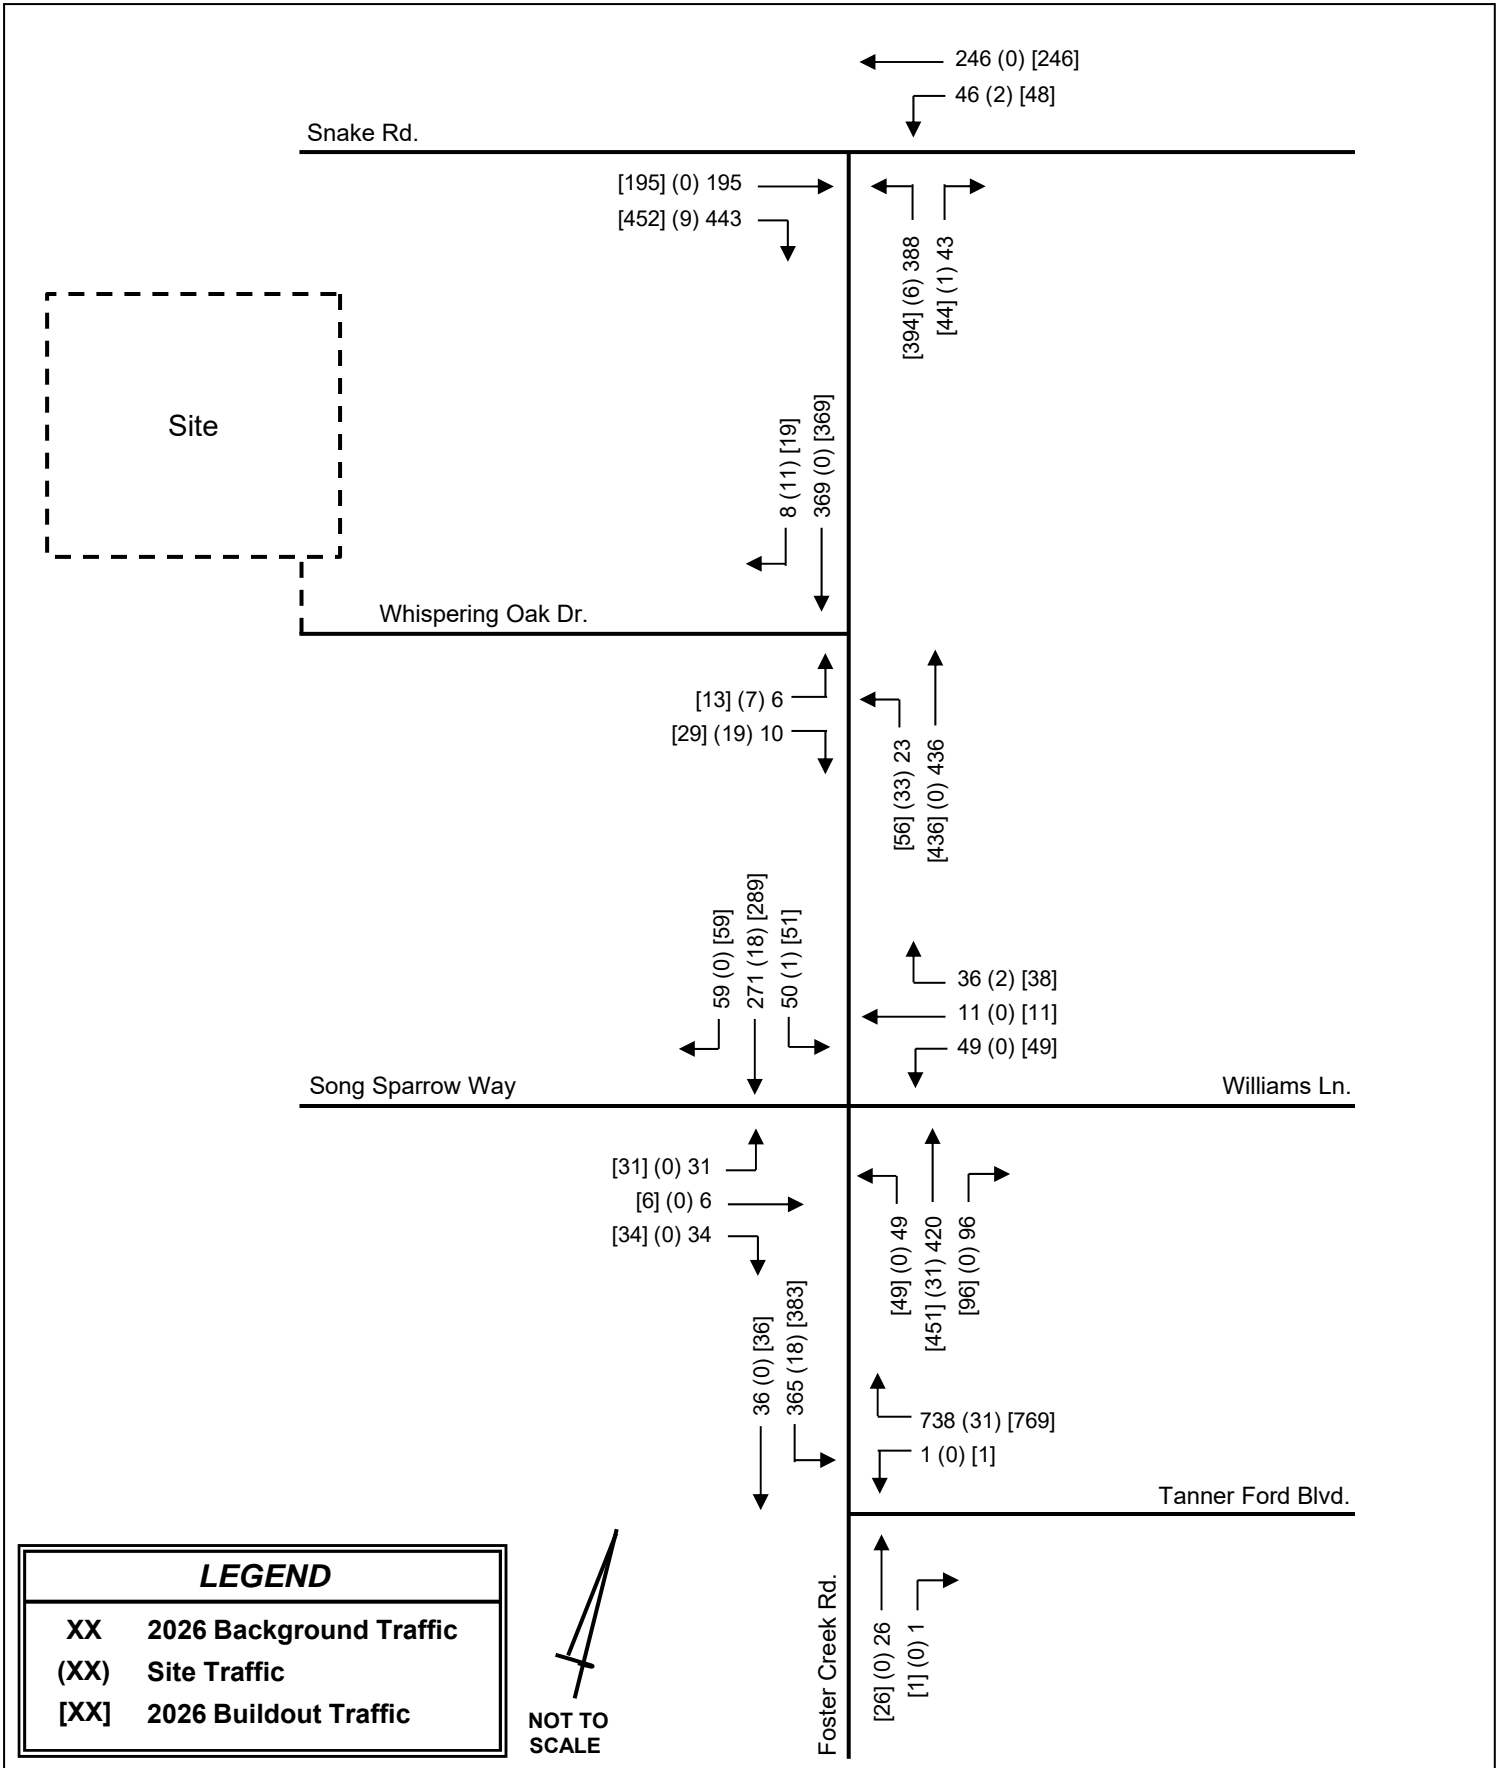 246 (0) [246]
46 (2) [48]
Snake Rd.
[195] (0) 195
[452] (9) 443
[394] (6) 388
[44] (1) 43
Site
8 (11) [19]
369 (0) [369]
Whispering Oak Dr.
[13] (7) 6
[29] (19) 10
[56] (33) 23
[436] (0) 436
59 (0) [59]
271 (18) [289]
50 (1) [51]
36 (2) [38]
11 (0) [11]
49 (0) [49]
Song Sparrow Way
Williams Ln.
[31] (0) 31
[6] (0) 6
[34] (0) 34
[49] (0) 49
[451] (31) 420
[96] (0) 96
36 (0) [36]
365 (18) [383]
738 (31) [769]
1 (0) [1]
Tanner Ford Blvd.
Foster Creek Rd.
[26] (0) 26
[1] (0) 1
LEGEND
XX 2026 Background Traffic
(XX) Site Traffic
[XX] 2026 Buildout Traffic
NOT TO
SCALE